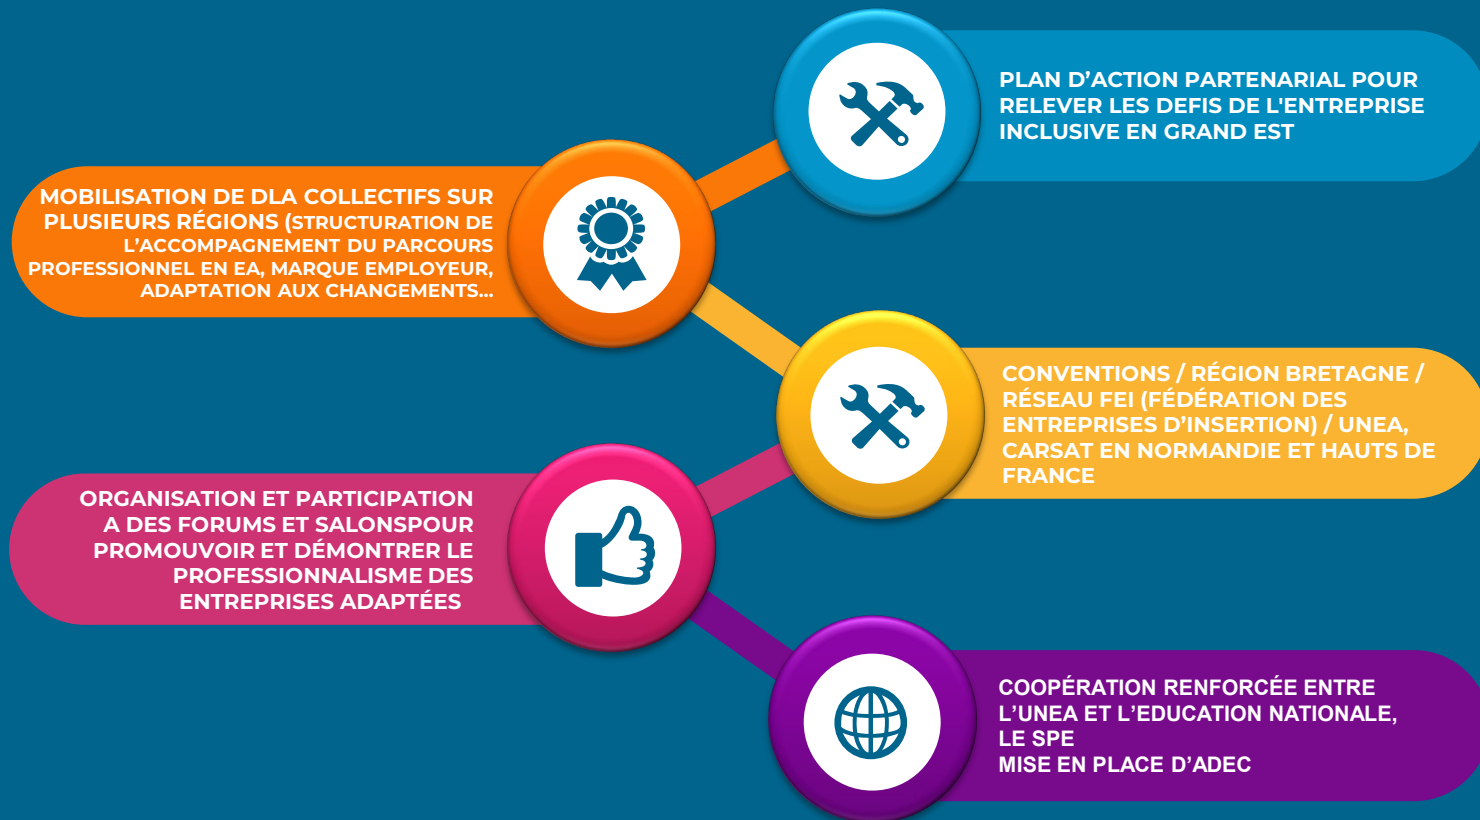 PLAN D’ACTION PARTENARIAL POUR
RELEVER LES DEFIS DE L'ENTREPRISE
INCLUSIVE EN GRAND EST
MOBILISATION DE DLA COLLECTIFS SUR
PLUSIEURS RÉGIONS (STRUCTURATION DE
L’ACCOMPAGNEMENT DU PARCOURS
PROFESSIONNEL EN EA, MARQUE EMPLOYEUR,
ADAPTATION AUX CHANGEMENTS…
CONVENTIONS / RÉGION BRETAGNE /
RÉSEAU FEI (FÉDÉRATION DES
ENTREPRISES D’INSERTION) / UNEA,
CARSAT EN NORMANDIE ET HAUTS DE
FRANCE
ORGANISATION ET PARTICIPATION
A DES FORUMS ET SALONSPOUR
PROMOUVOIR ET DÉMONTRER LE
PROFESSIONNALISME DES
ENTREPRISES ADAPTÉES
COOPÉRATION RENFORCÉE ENTRE
L’UNEA ET L’EDUCATION NATIONALE,
LE SPE
MISE EN PLACE D’ADEC